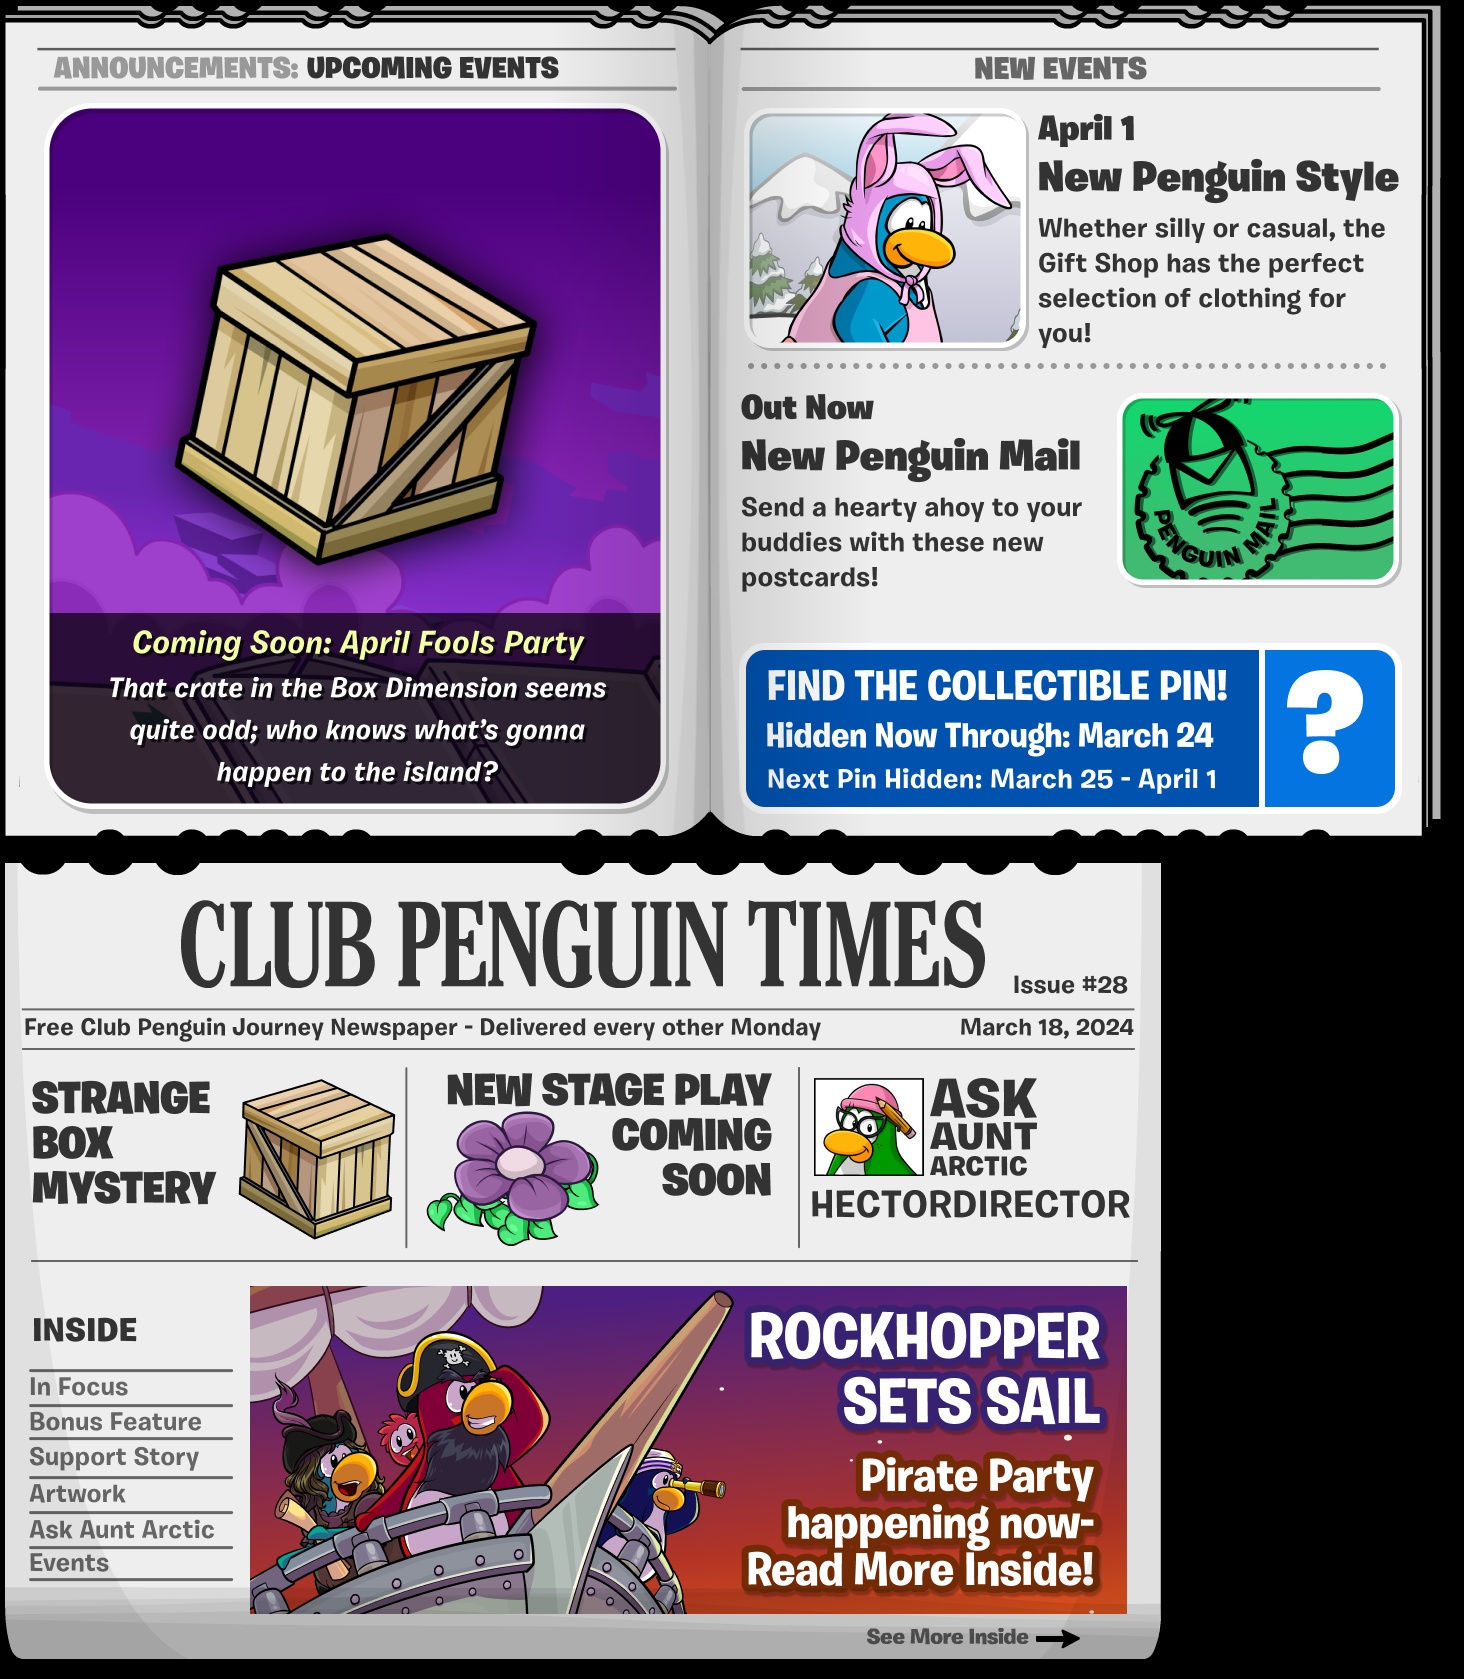 ANNOUNCEMENTS: UPCOMING EVENTS
Coming Soon: April Fools Party
That crate in the Box Dimension seems
quite odd; who knows what's gonna
happen to the island?
NEW EVENTS
April 1
New Penguin Style
Whether silly or casual, the
Gift Shop has the perfect
selection of clothing for
you!
Out Now
New Penguin Mail
Send a hearty ahoy to your
buddies with these new
postcards!
PENGUIN MAIL
FIND THE COLLECTIBLE PIN!
Hidden Now Through: March 24
Next Pin Hidden: March 25 - April 1
?
CLUB PENGUIN TIMES
Issue #28
Free Club Penguin Journey Newspaper - Delivered every other Monday
March 18, 2024
STRANGE
BOX
MYSTERY
NEW STAGE PLAY
COMING
SOON
ASK
AUNT
ARCTIC
HECTORDIRECTOR
INSIDE
In Focus
Bonus Feature
Support Story
Artwork
Ask Aunt Arctic
Events
ROCKHOPPER
SETS SAIL
Pirate Party
happening now-
Read More Inside!
See More Inside